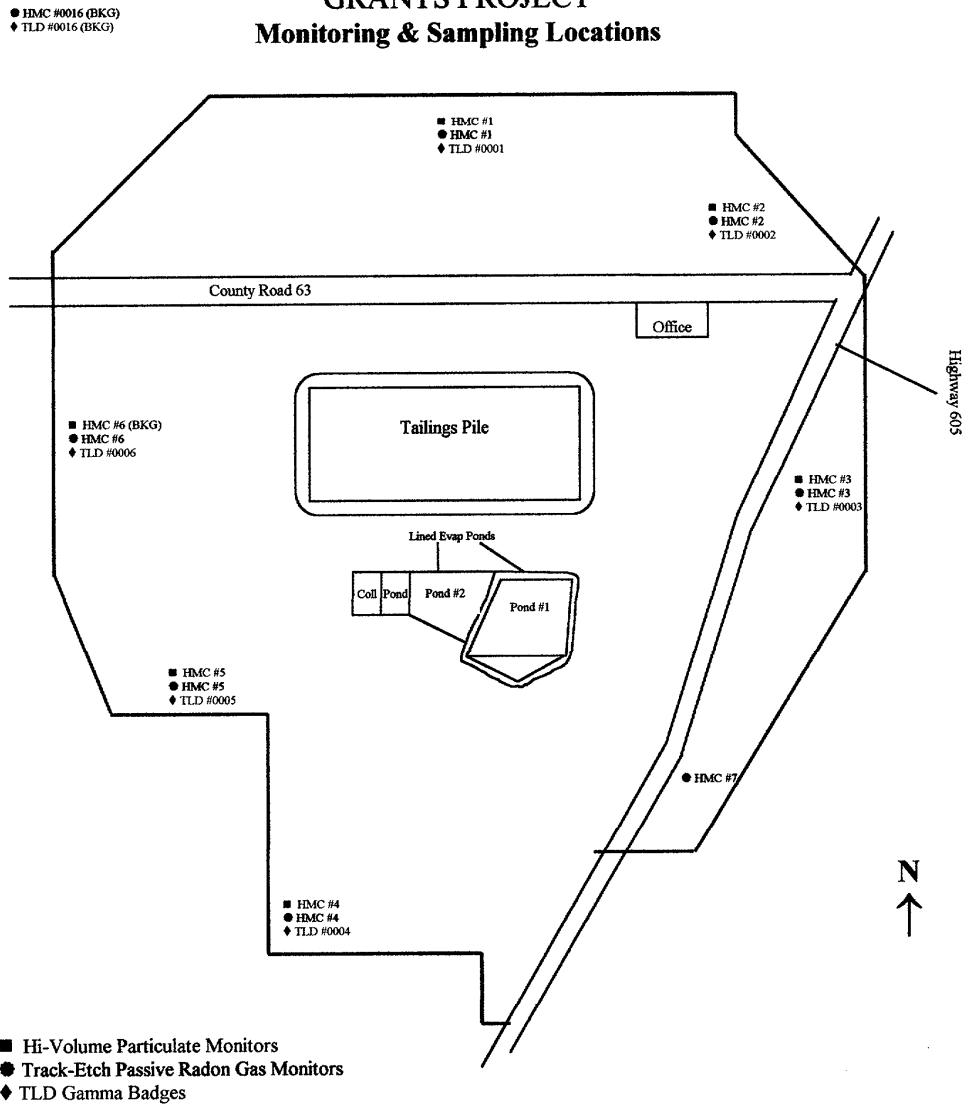 GRANTS PROJECT
● HMC #0016 (BKG)
♦ TLD #0016 (BKG)
Monitoring & Sampling Locations
■ HMC #1
● HMC #1
♦ TLD #0001
■ HMC #2
● HMC #2
♦ TLD #0002
County Road 63
Office
Highway 605
Tailings Pile
■ HMC #6 (BKG)
● HMC #6
♦ TLD #0006
■ HMC #3
● HMC #3
♦ TLD #0003
Lined Evap Ponds
Coll Pond
Pond #2
Pond #1
■ HMC #5
● HMC #5
♦ TLD #0005
● HMC #7
N
■ HMC #4
● HMC #4
♦ TLD #0004
■ Hi-Volume Particulate Monitors
● Track-Etch Passive Radon Gas Monitors
♦ TLD Gamma Badges